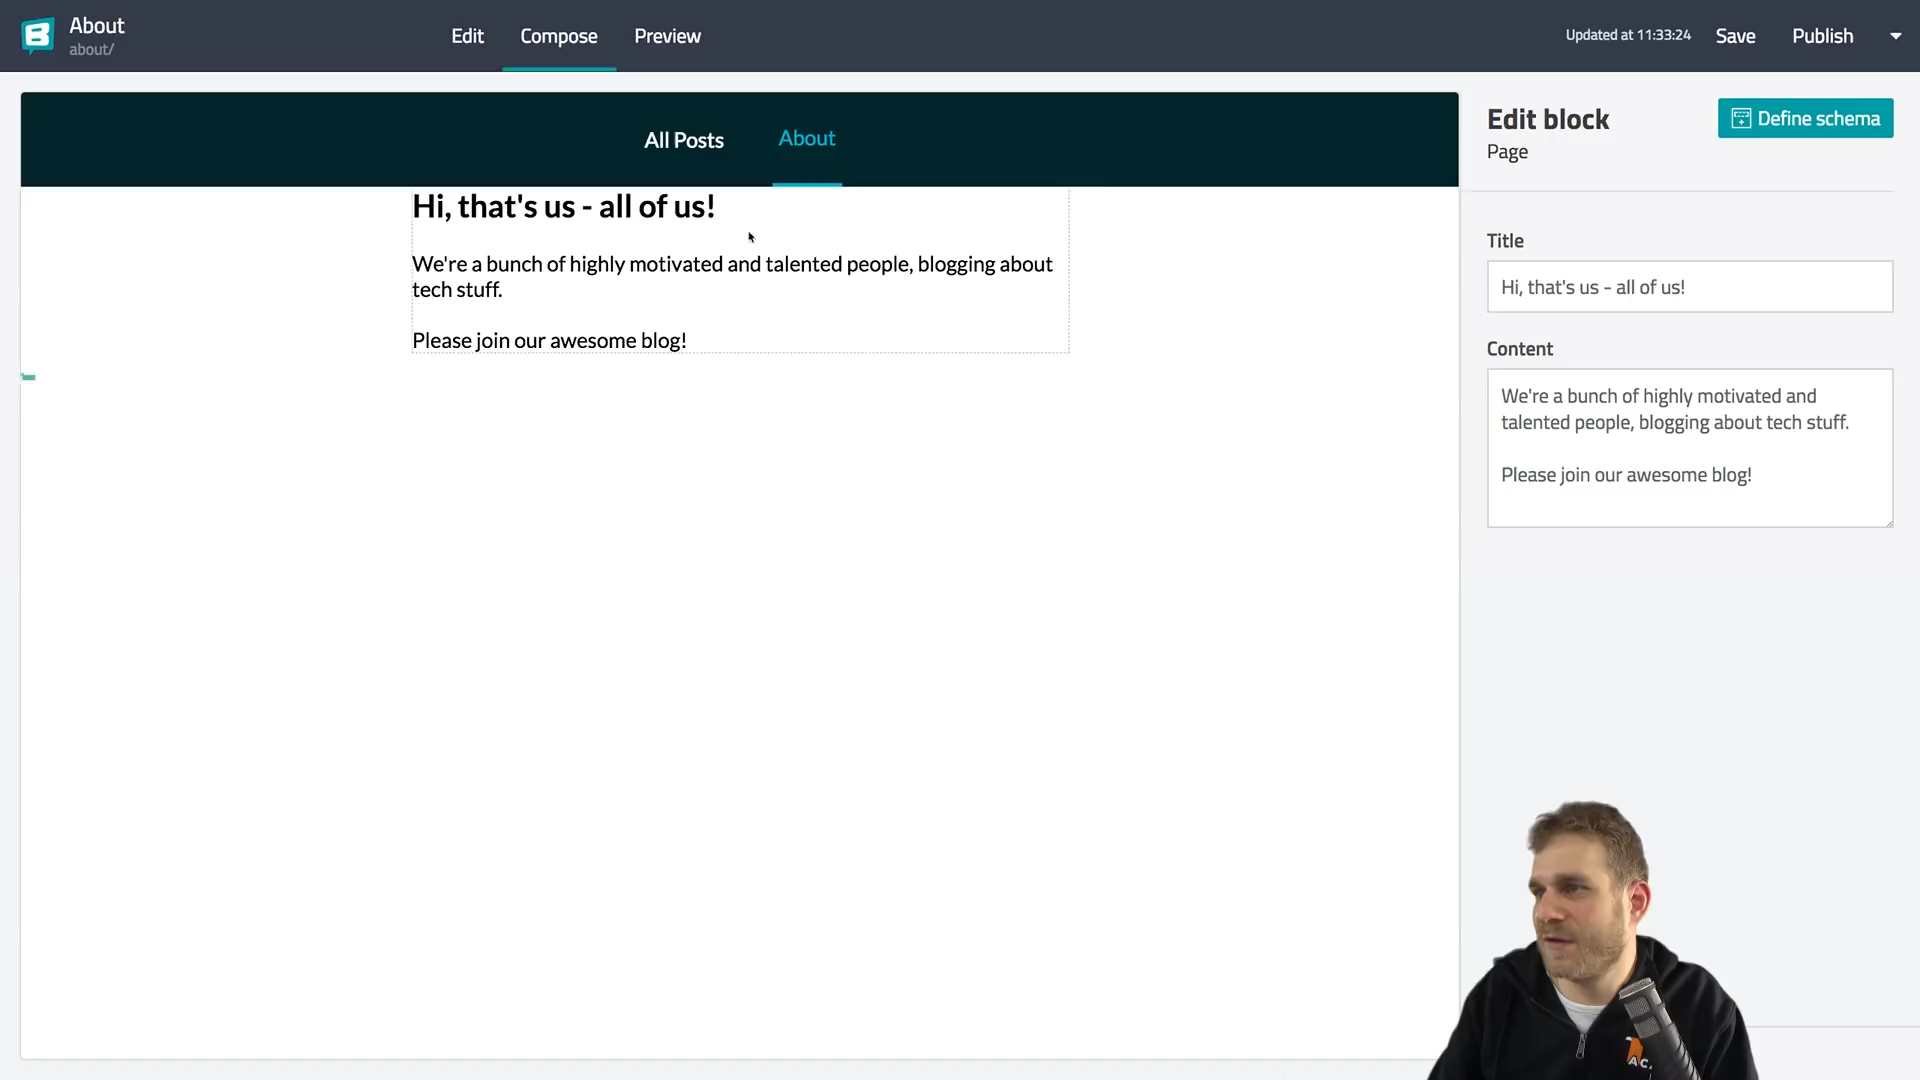 About
about/
Edit
Compose
Preview
Updated at 11:33:24
Save
Publish
All Posts
About
Hi, that's us - all of us!
We're a bunch of highly motivated and talented people, blogging about
tech stuff.
Please join our awesome blog!
Edit block
Define schema
Page
Title
Hi, that's us - all of us!
Content
We're a bunch of highly motivated and
talented people, blogging about tech stuff.
Please join our awesome blog!